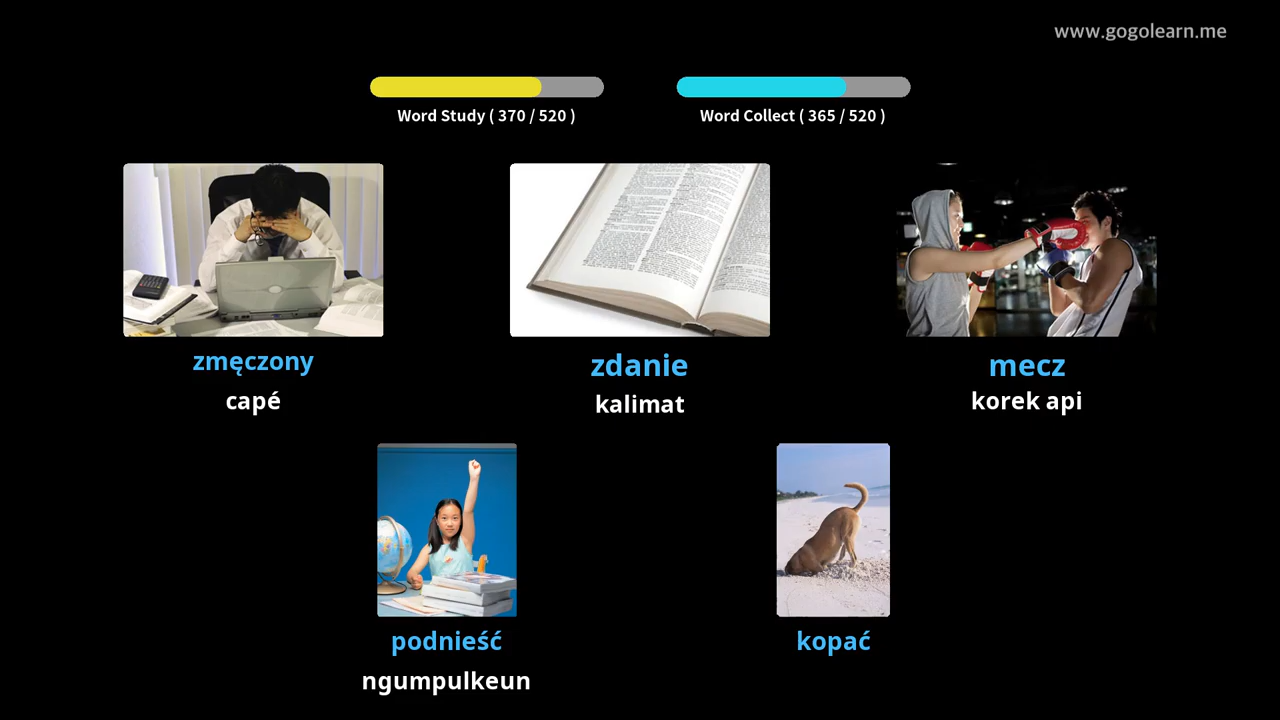 www.gogolearn.me
Word Study ( 370 / 520 )
Word Collect ( 365 / 520 )
zmęczony
capé
zdanie
kalimat
mecz
korek api
podnieść
ngumpulkeun
kopać